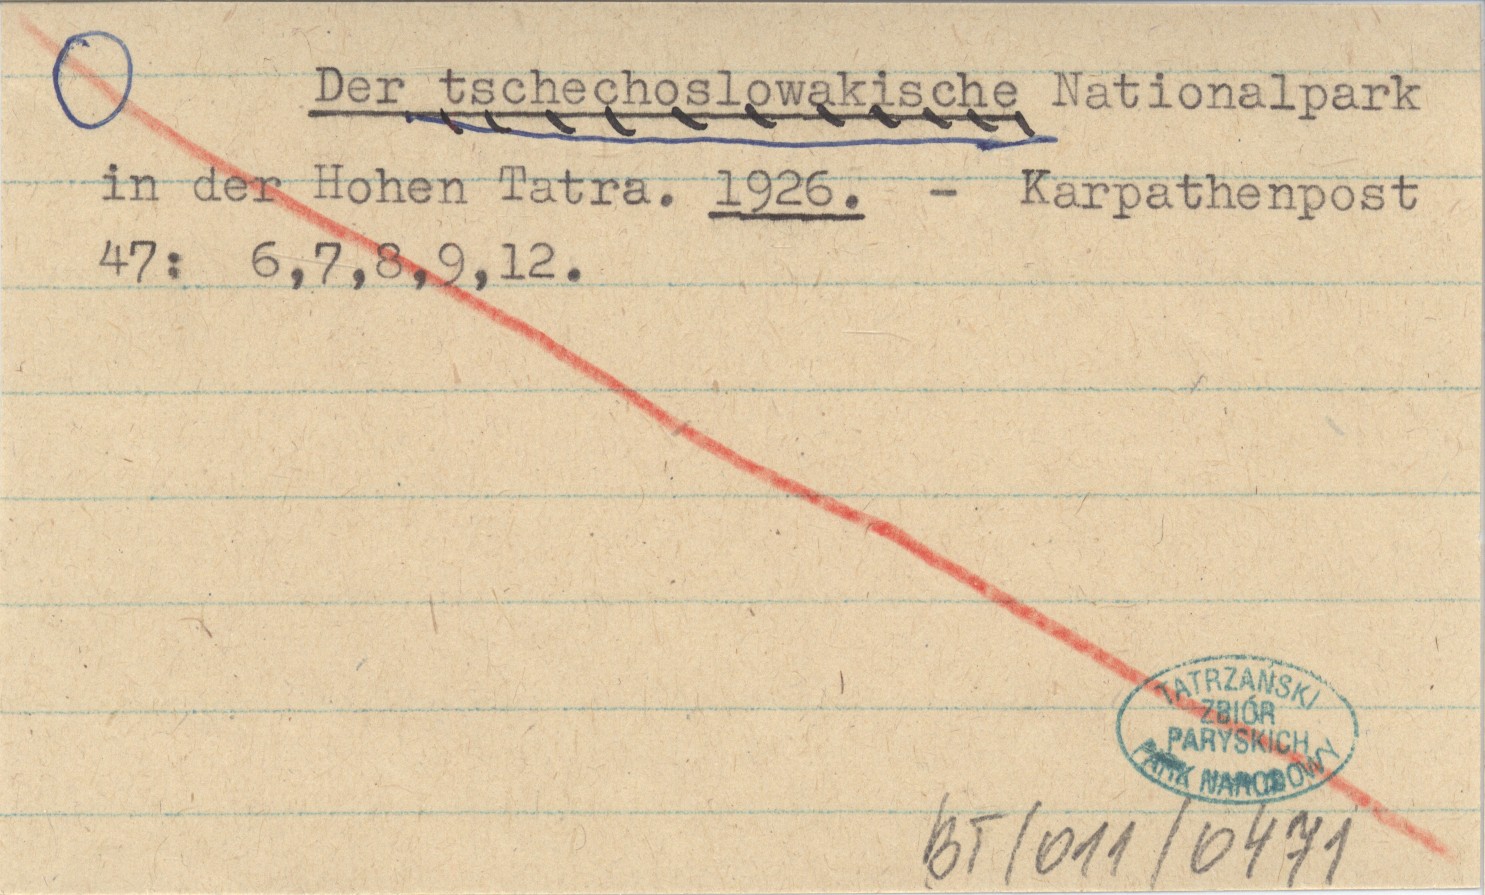 Der tschechoslowakische Nationalpark
in der Hohen Tatra. 1926. - Karpathenpost
47: 6,7,8,9,12.
TATRZAŃSKI
ZBIÓR
PARYSKICH
PARK NARODOWY
BT/011/0471